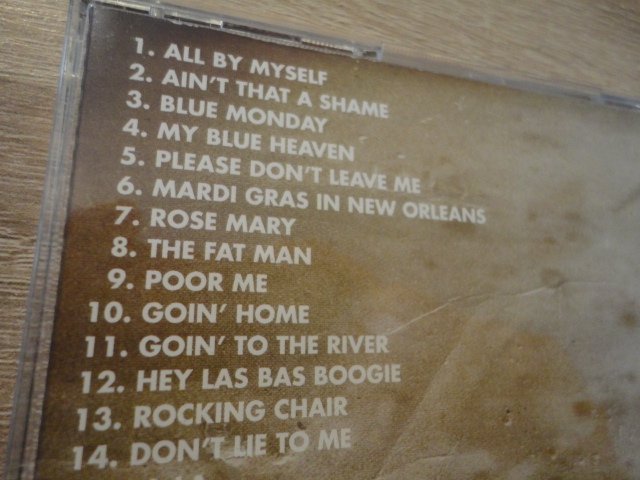 1. ALL BY MYSELF
2. AIN'T THAT A SHAME
3. BLUE MONDAY
4. MY BLUE HEAVEN
5. PLEASE DON'T LEAVE ME
6. MARDI GRAS IN NEW ORLEANS
7. ROSE MARY
8. THE FAT MAN
9. POOR ME
10. GOIN' HOME
11. GOIN' TO THE RIVER
12. HEY LAS BAS BOOGIE
13. ROCKING CHAIR
14. DON'T LIE TO ME